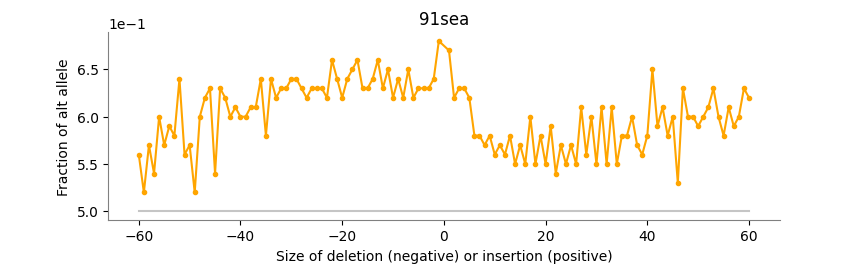 91sea
1e−1
Fraction of alt allele
6.5
6.0
5.5
5.0
−60
−40
−20
0
20
40
60
Size of deletion (negative) or insertion (positive)